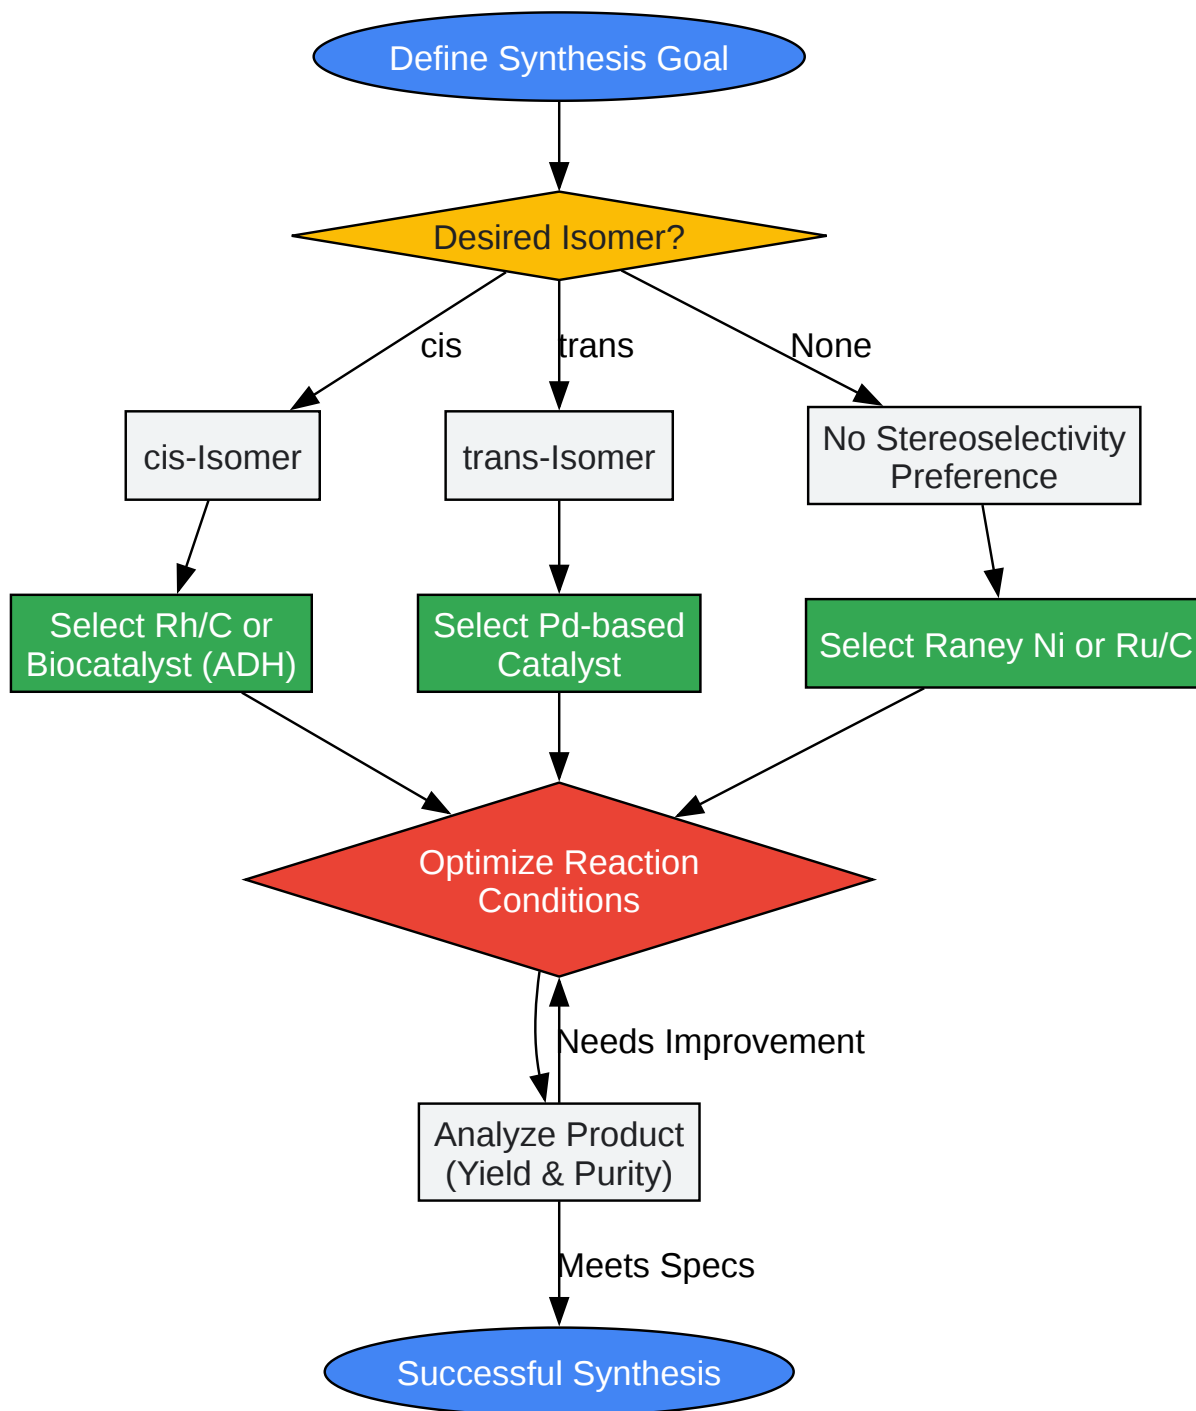 Define Synthesis Goal
Desired Isomer?
cis
trans
None
cis-Isomer
trans-Isomer
No Stereoselectivity
Preference
Select Rh/C or
Biocatalyst (ADH)
Select Pd-based
Catalyst
Select Raney Ni or Ru/C
Optimize Reaction
Conditions
Needs Improvement
Analyze Product
(Yield & Purity)
Meets Specs
Successful Synthesis